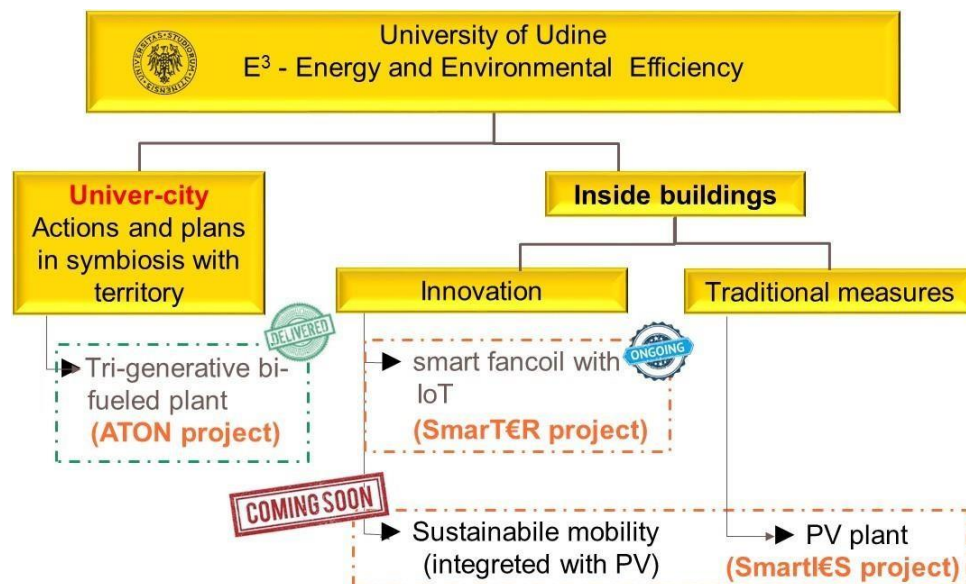 University of Udine
E³ - Energy and Environmental Efficiency
Univer-city
Actions and plans
in symbiosis with
territory
Inside buildings
Innovation
Traditional measures
DELIVERED
Tri-generative bi-
fueled plant
(ATON project)
ONGOING
smart fancoil with
IoT
(SmarT€R project)
COMING SOON
Sustainabile mobility
(integreted with PV)
PV plant
(SmartI€S project)